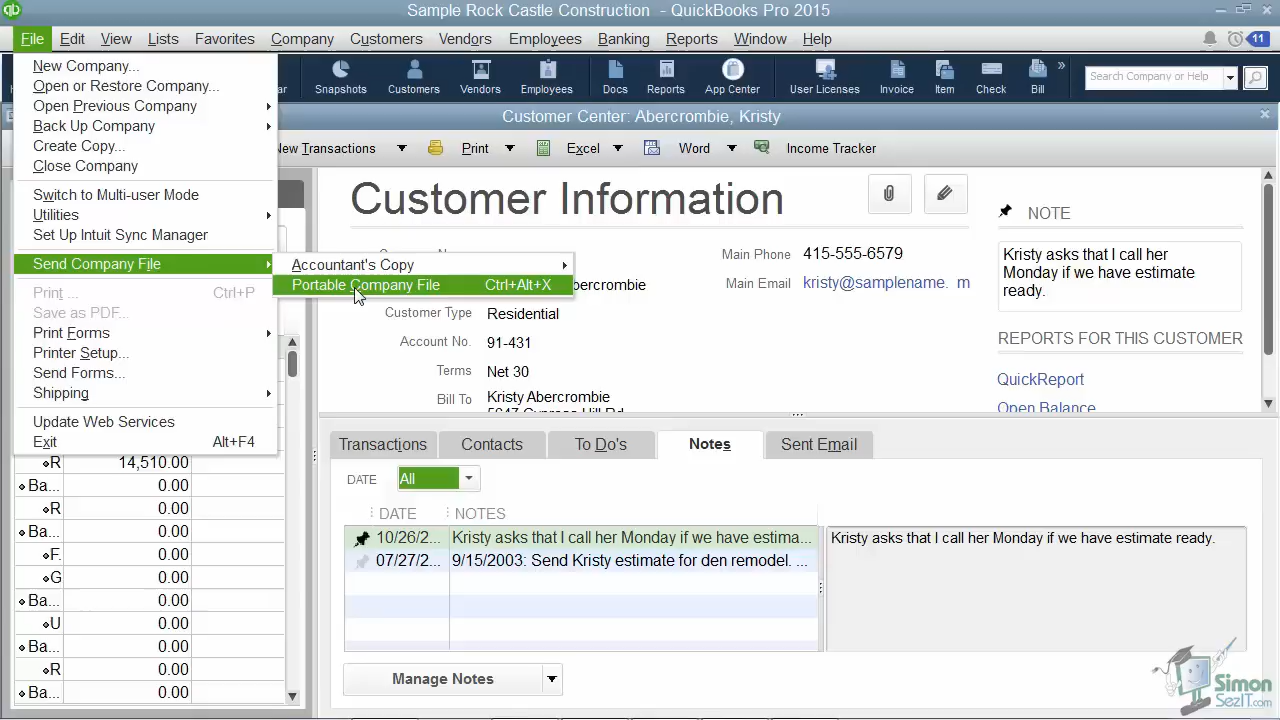 Sample Rock Castle Construction - QuickBooks Pro 2015
File Edit View Lists Favorites Company Customers Vendors Employees Banking Reports Window Help 11
Snapshots Customers Vendors Employees Docs Reports App Center User Licenses Invoice Item Check Bill » Search Company or Help
Customer Center: Abercrombie, Kristy
New Transactions Print Excel Word Income Tracker
New Company...
Open or Restore Company...
Open Previous Company
Back Up Company
Create Copy...
Close Company
Switch to Multi-user Mode
Utilities
Set Up Intuit Sync Manager
Send Company File
Print ... Ctrl+P
Save as PDF...
Print Forms
Printer Setup...
Send Forms...
Shipping
Update Web Services
Exit Alt+F4
Accountant's Copy
Portable Company File Ctrl+Alt+X
R 14,510.00
Ba... 0.00
R 0.00
Ba... 0.00
F. 0.00
G 0.00
Ba... 0.00
U 0.00
Ba... 0.00
R 0.00
Ba... 0.00
Customer Information
Main Phone 415-555-6579
bercrombie Main Email kristy@samplename. m
Customer Type Residential
Account No. 91-431
Terms Net 30
Bill To Kristy Abercrombie
NOTE
Kristy asks that I call her
Monday if we have estimate
ready.
REPORTS FOR THIS CUSTOMER
QuickReport
Open Balance
Transactions Contacts To Do's Notes Sent Email
DATE All
DATE NOTES
10/26/2... Kristy asks that I call her Monday if we have estima...
07/27/2... 9/15/2003: Send Kristy estimate for den remodel. ...
Kristy asks that I call her Monday if we have estimate ready.
Manage Notes
Simon
SezIT.com